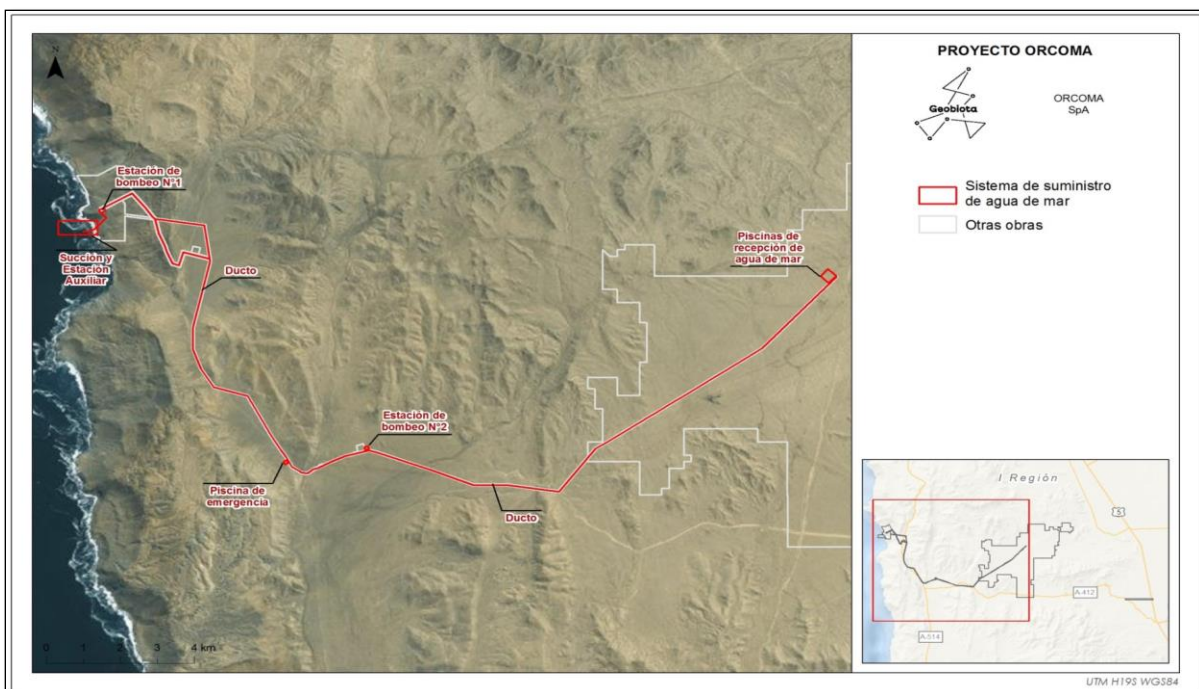 N
Estación de
bombeo N°1
Succión y
Estación
Auxiliar
Ducto
Piscinas de
recepción de
agua de mar
Estación de
bombeo N°2
Piscina de
emergencia
Ducto
0 1 2 4 km
PROYECTO ORCOMA
Geobiota
ORCOMA
SpA
Sistema de suministro
de agua de mar
Otras obras
I Región
5
A-412
A-514
UTM H19S WGS84